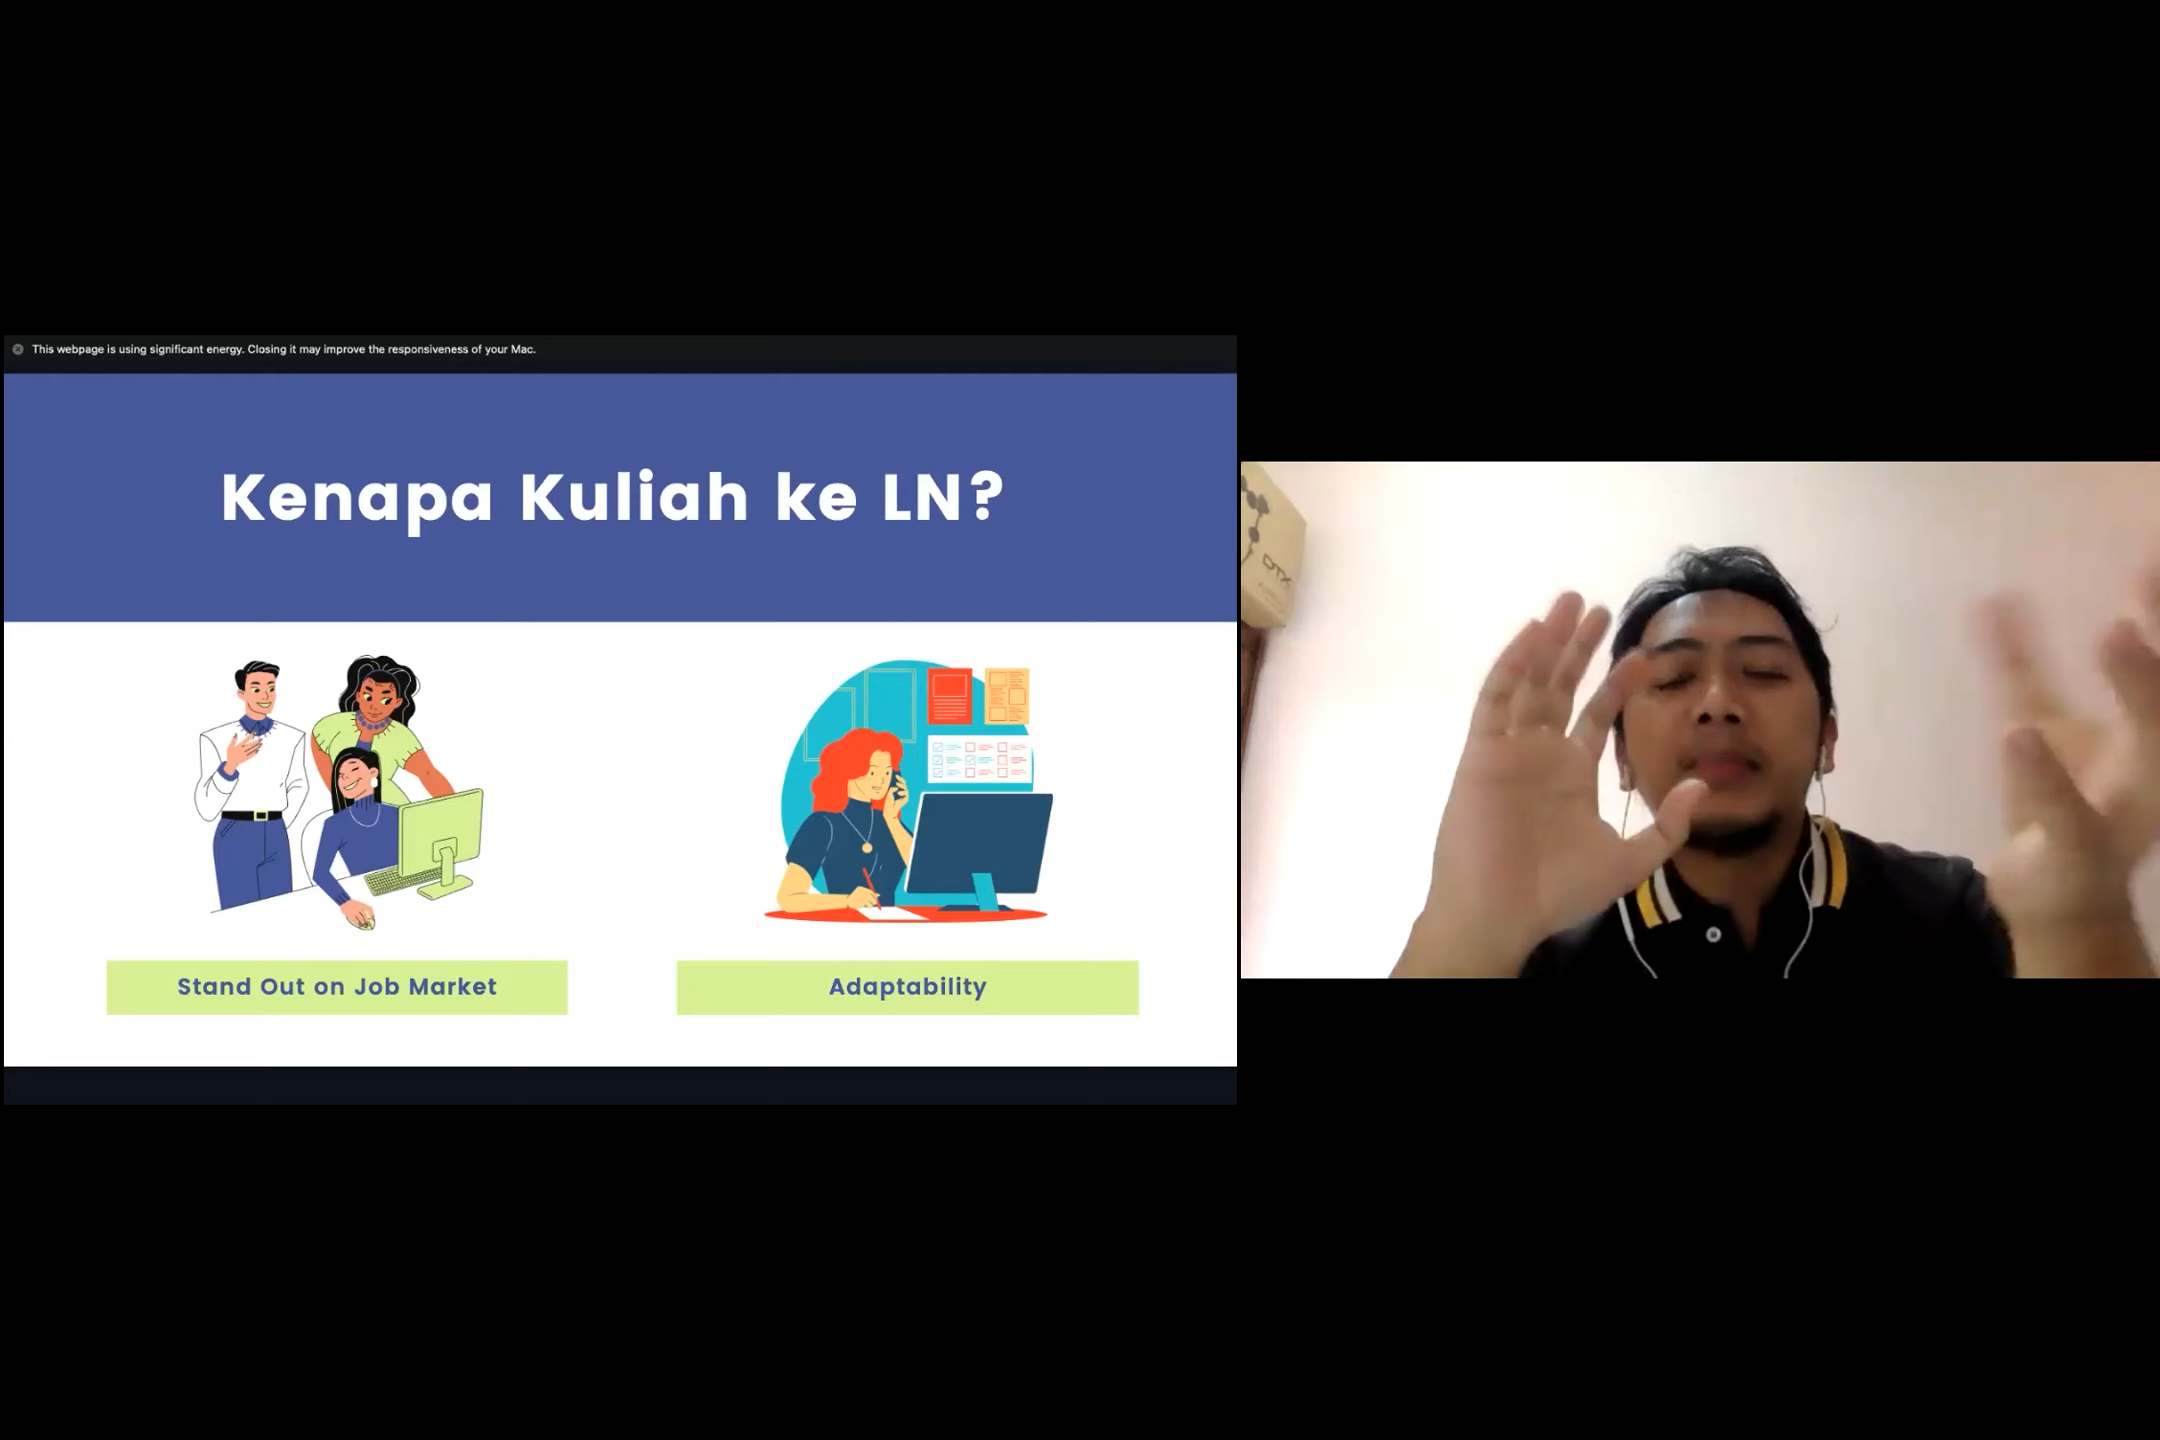 This webpage is using significant energy. Closing it may improve the responsiveness of your Mac.
Kenapa Kuliah ke LN?
Stand Out on Job Market
Adaptability
DTX